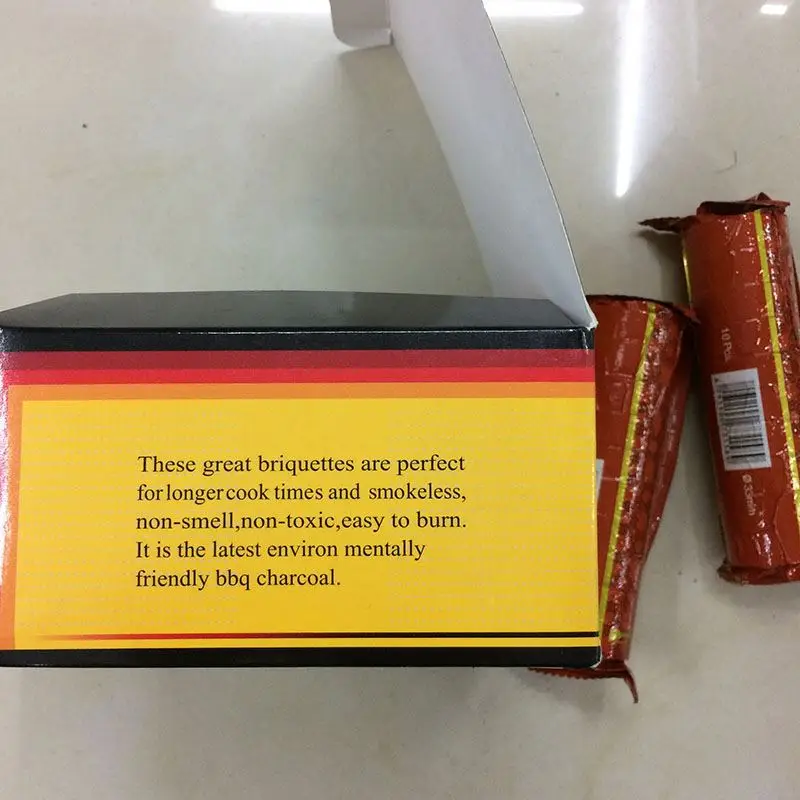 These great briquettes are perfect
for longer cook times and smokeless,
non-smell,non-toxic,easy to burn.
It is the latest environ mentally
friendly bbq charcoal.
10 Pcs
Ø 33mm